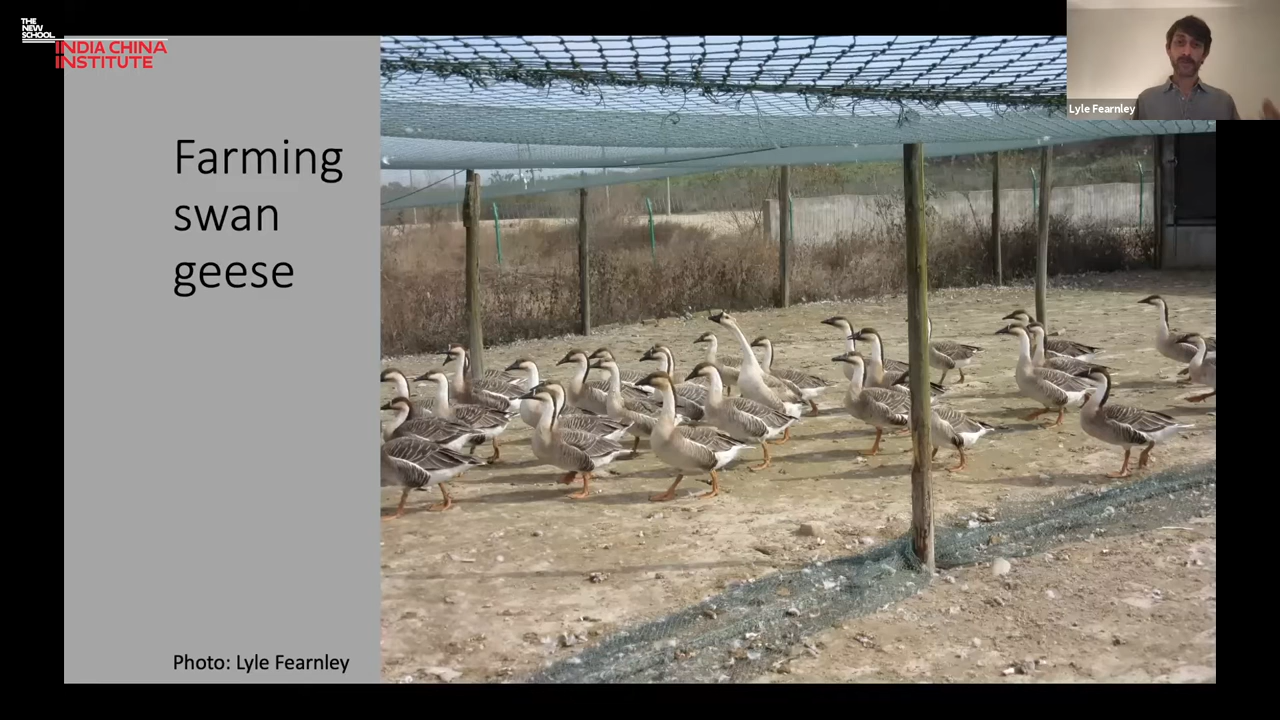 THE
NEW
SCHOOL
INDIA CHINA
INSTITUTE
Farming
swan
geese
Photo: Lyle Fearnley
Lyle Fearnley